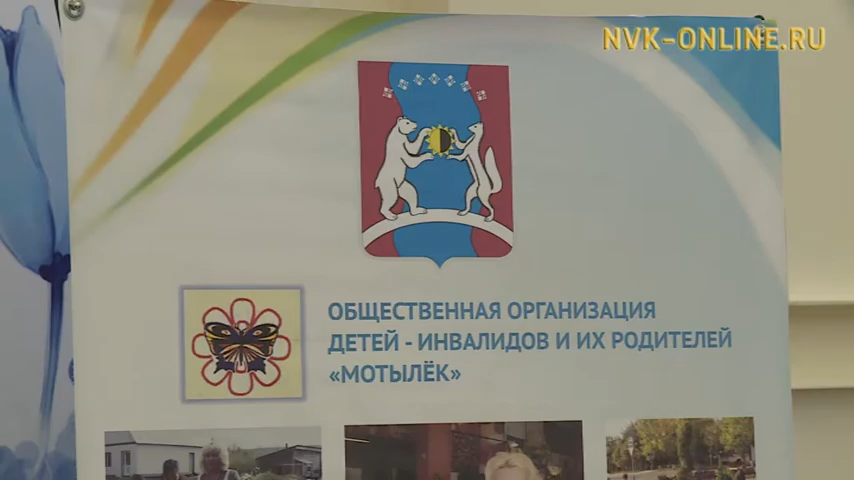 NVK-ONLINE.RU
ОБЩЕСТВЕННАЯ ОРГАНИЗАЦИЯ
ДЕТЕЙ - ИНВАЛИДОВ И ИХ РОДИТЕЛЕЙ
«МОТЫЛЁК»